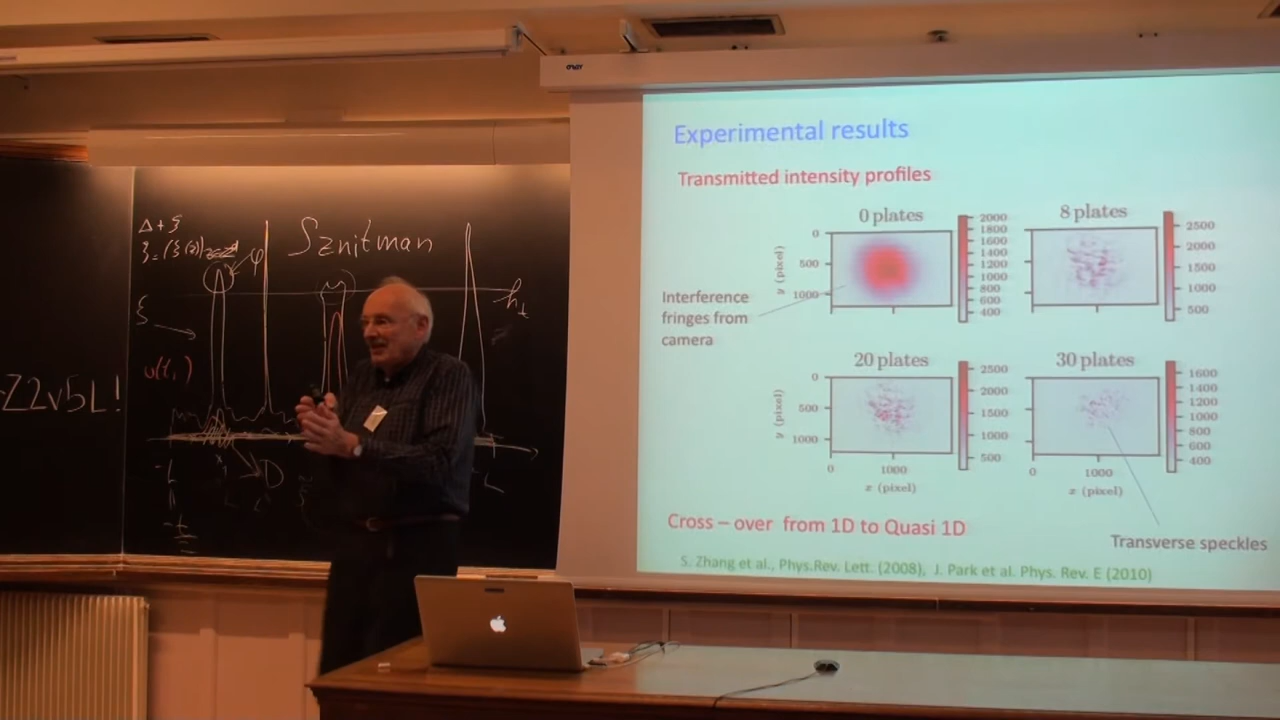 Experimental results
Transmitted intensity profiles
0 plates
8 plates
y (pixel)
0
500
1000
2000
1800
1600
1400
1200
1000
800
600
400
2500
2000
1500
1000
500
Interference
fringes from
camera
20 plates
30 plates
y (pixel)
0
500
1000
0
1000
x (pixel)
2500
2000
1500
1000
500
0
1000
x (pixel)
1600
1400
1200
1000
800
600
400
Cross – over from 1D to Quasi 1D
Transverse speckles
S. Zhang et al., Phys.Rev. Lett. (2008), J. Park et al. Phys. Rev. E (2010)
Sznitman
Δ + ξ
φ
h_t
ξ
Z2v5L!
D